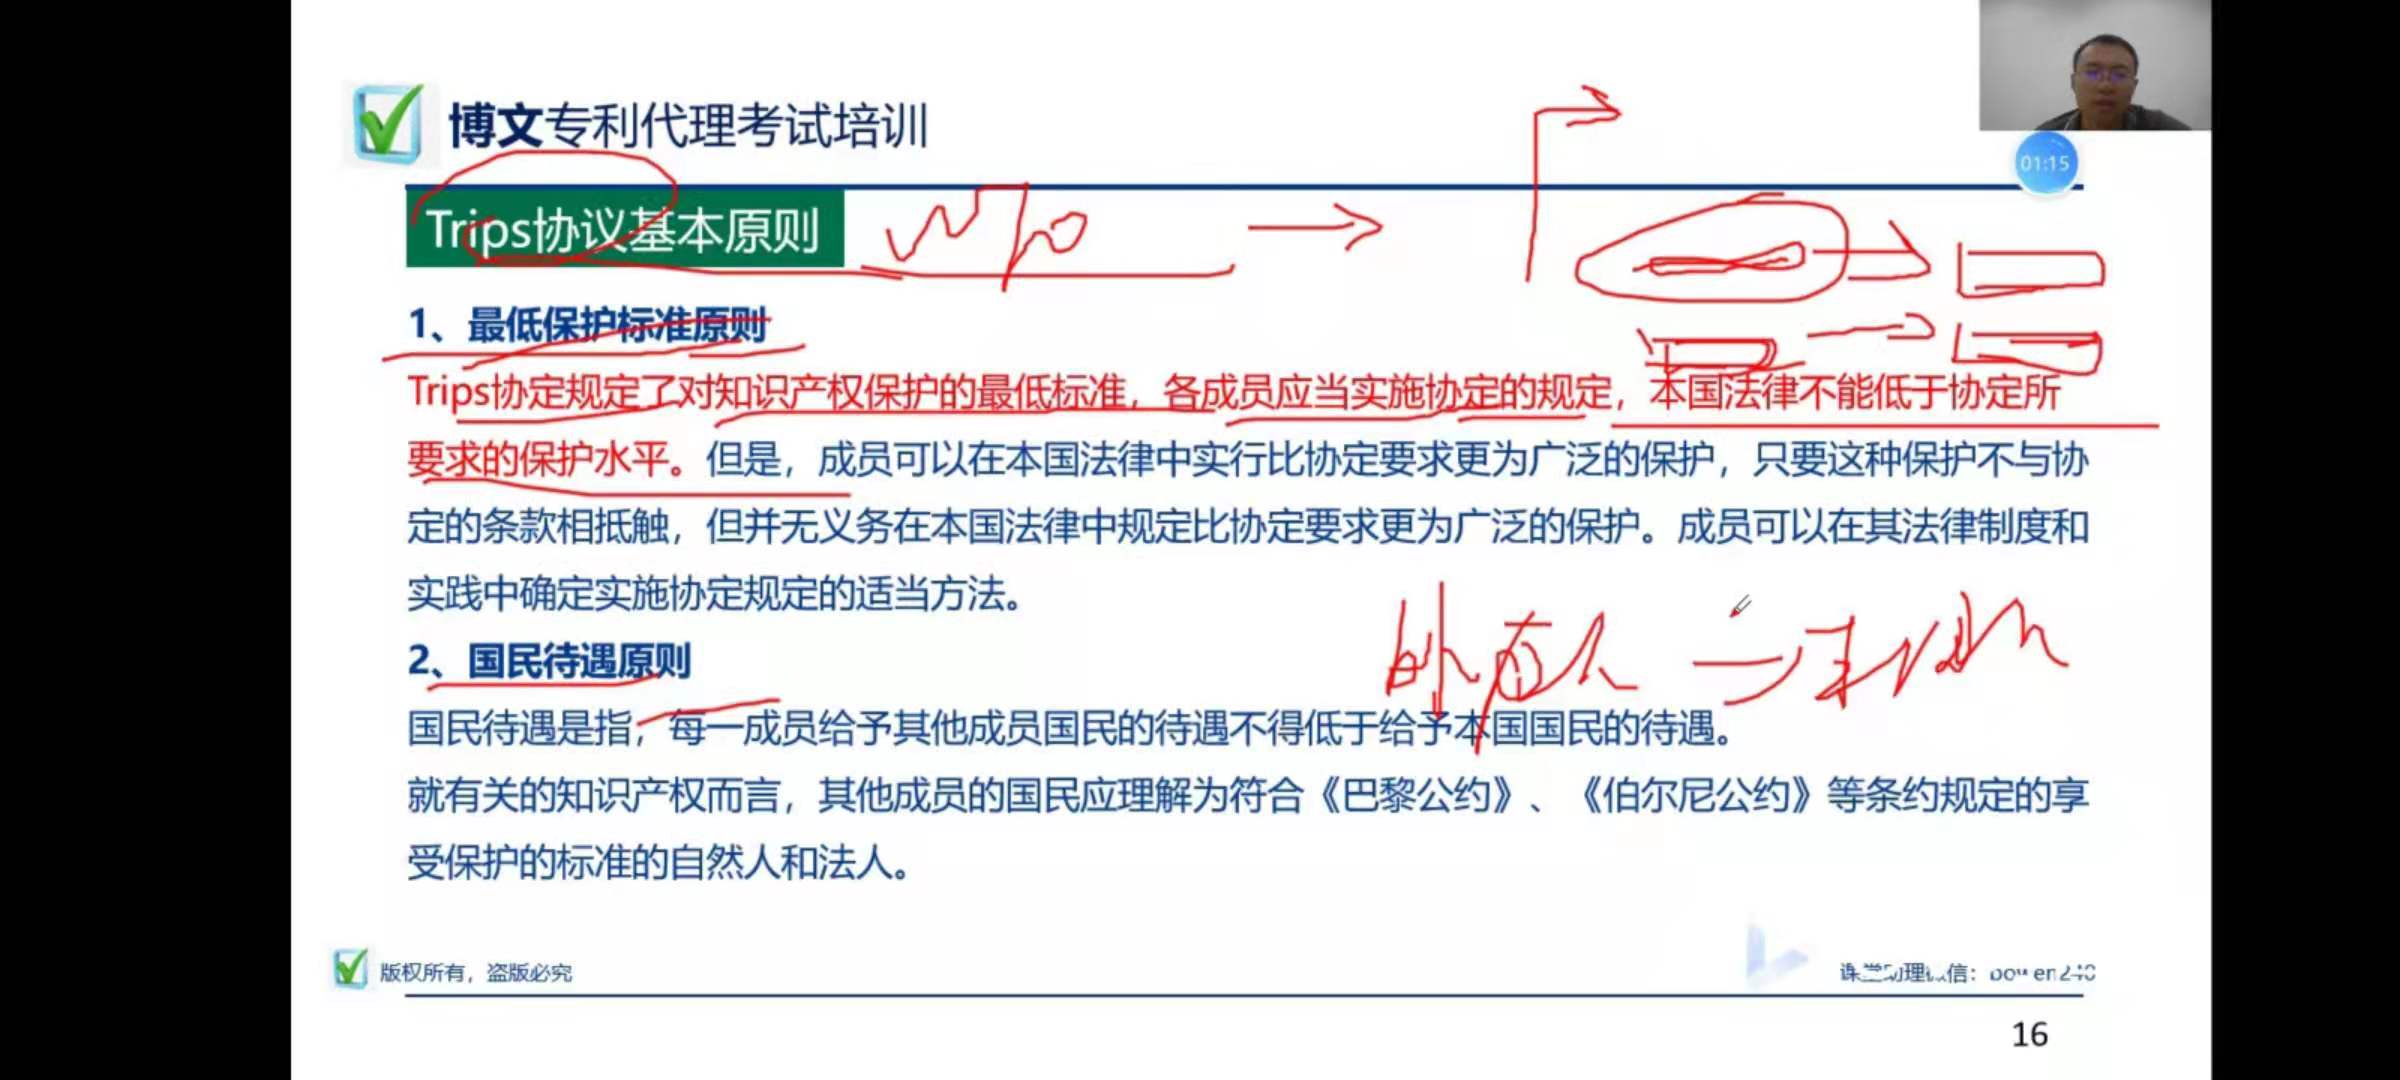 博文专利代理考试培训
01:15
Trips协议基本原则
1、最低保护标准原则
Trips协定规定了对知识产权保护的最低标准，各成员应当实施协定的规定，本国法律不能低于协定所
要求的保护水平。但是，成员可以在本国法律中实行比协定要求更为广泛的保护，只要这种保护不与协
定的条款相抵触，但并无义务在本国法律中规定比协定要求更为广泛的保护。成员可以在其法律制度和
实践中确定实施协定规定的适当方法。
2、国民待遇原则
国民待遇是指，每一成员给予其他成员国民的待遇不得低于给予本国国民的待遇。
就有关的知识产权而言，其他成员的国民应理解为符合《巴黎公约》、《伯尔尼公约》等条约规定的享
受保护的标准的自然人和法人。
版权所有，盗版必究
课堂助理微信：
16